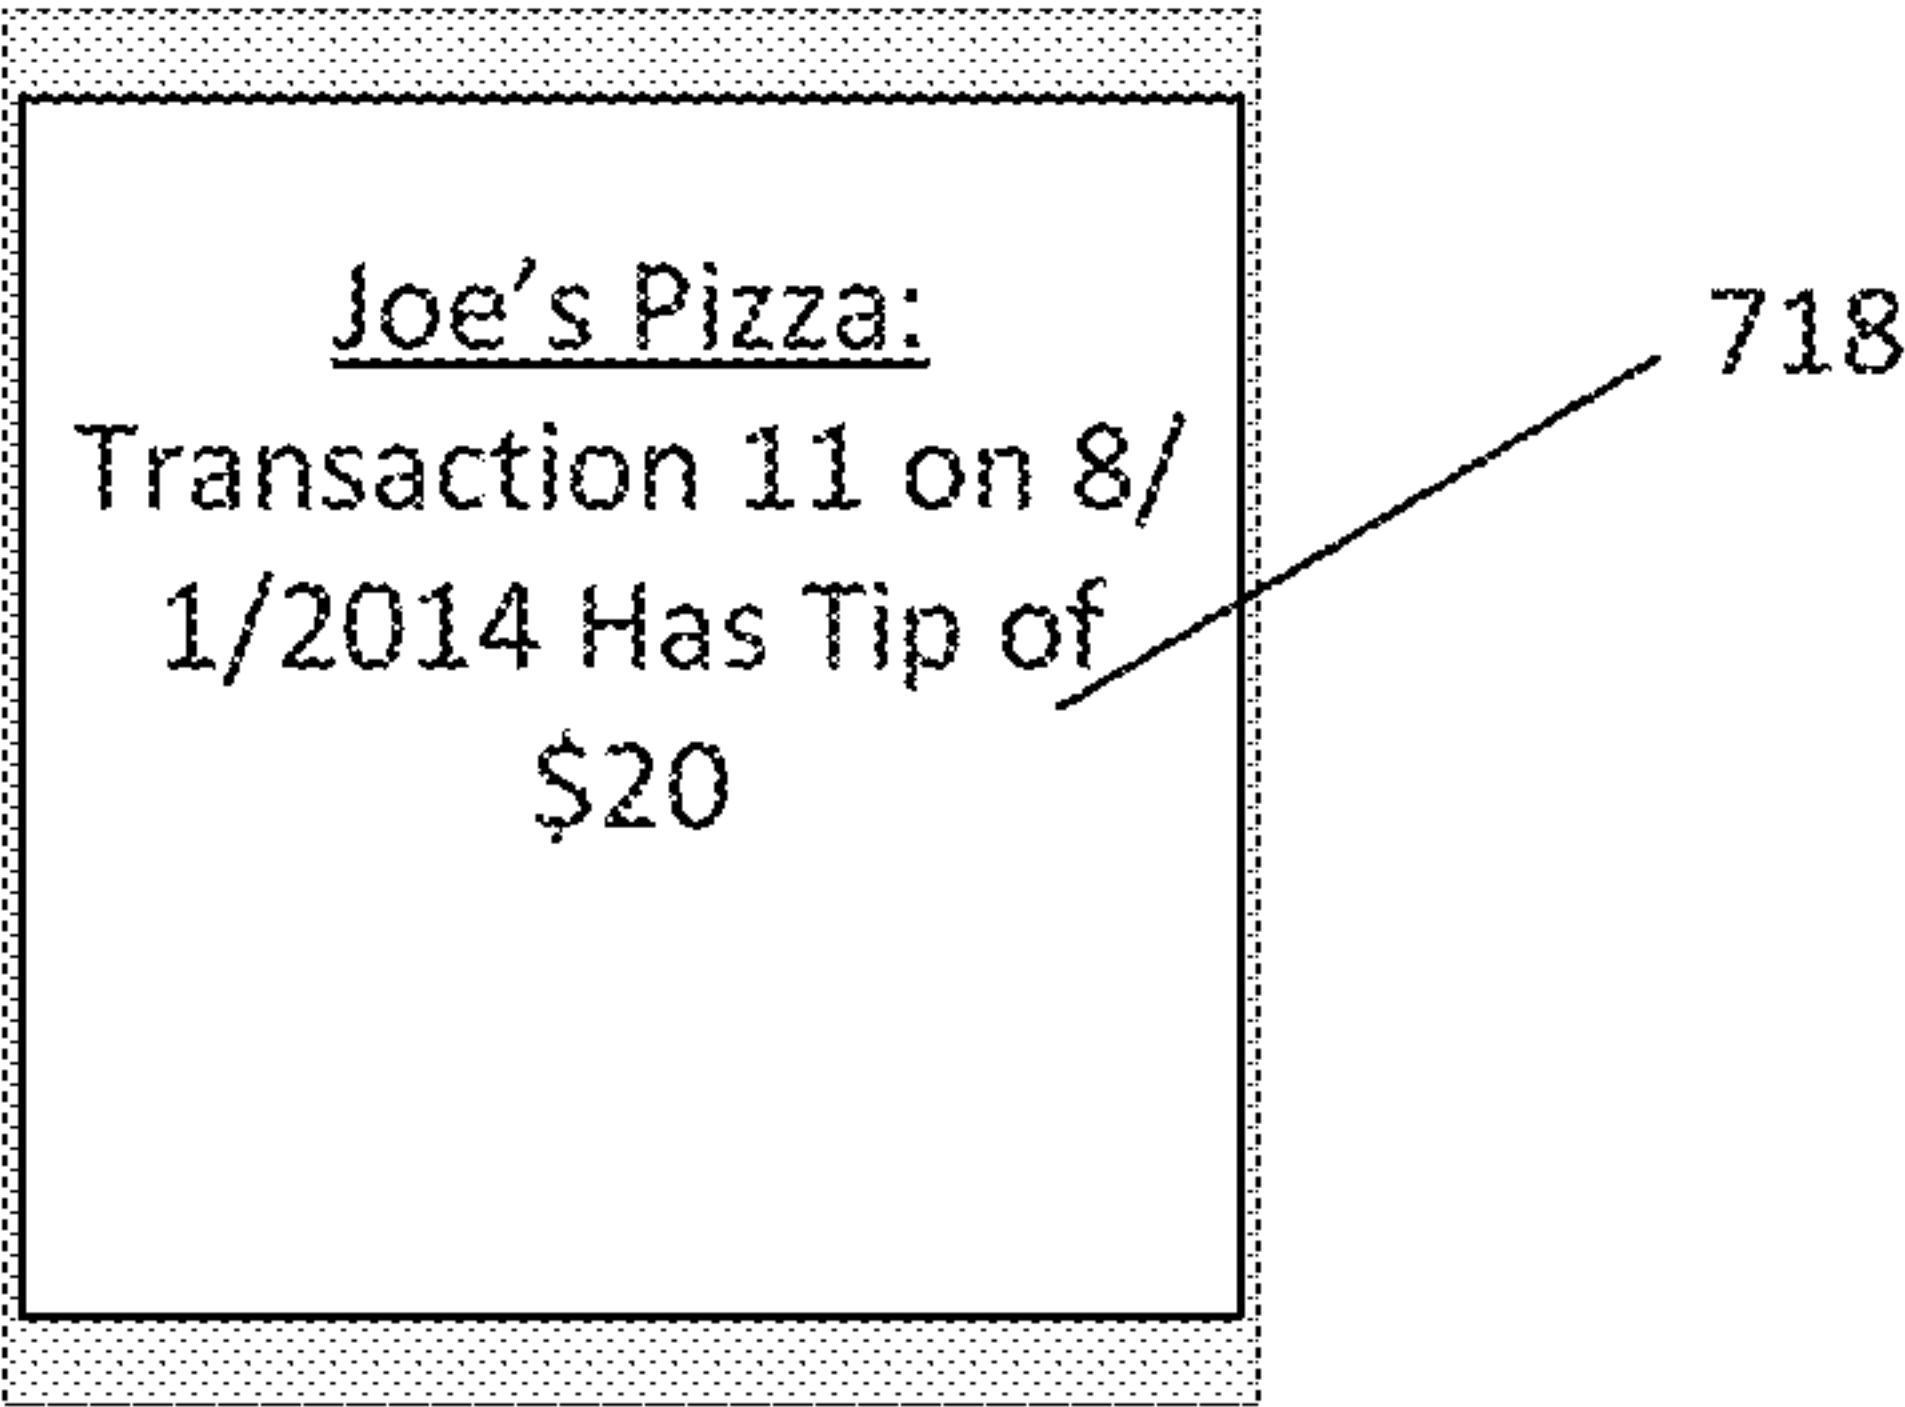 Joe's Pizza:
718
Transaction 11 on 8/
1/2014 Has Tip of
$20